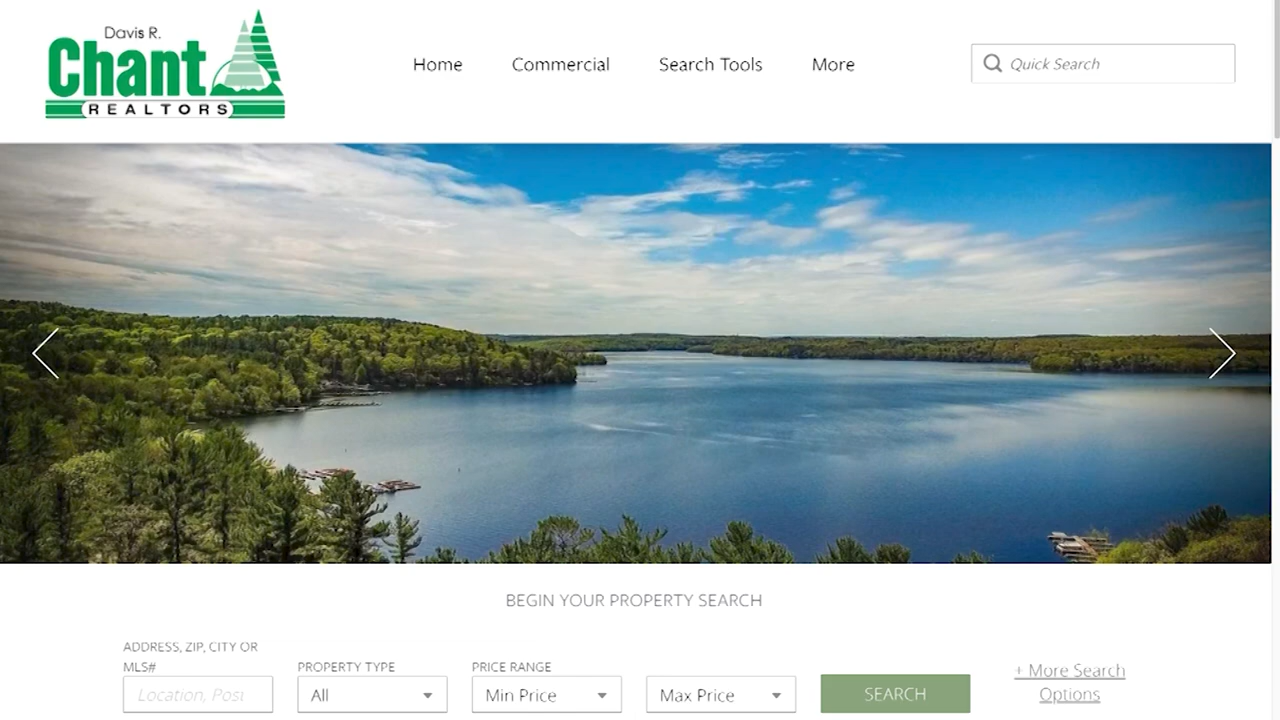 Davis R.
Chant
REALTORS
Home
Commercial
Search Tools
More
Quick Search
BEGIN YOUR PROPERTY SEARCH
ADDRESS, ZIP, CITY OR
MLS#
PROPERTY TYPE
PRICE RANGE
Location, Post
All
Min Price
Max Price
SEARCH
+ More Search
Options